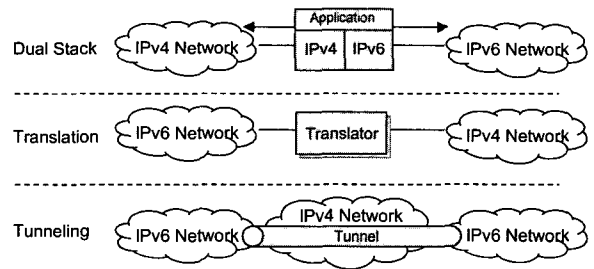 Application
Dual Stack IPv4 Network IPv4 IPv6 IPv6 Network
Translation IPv6 Network Translator IPv4 Network
IPv4 Network
Tunneling IPv6 Network Tunnel IPv6 Network